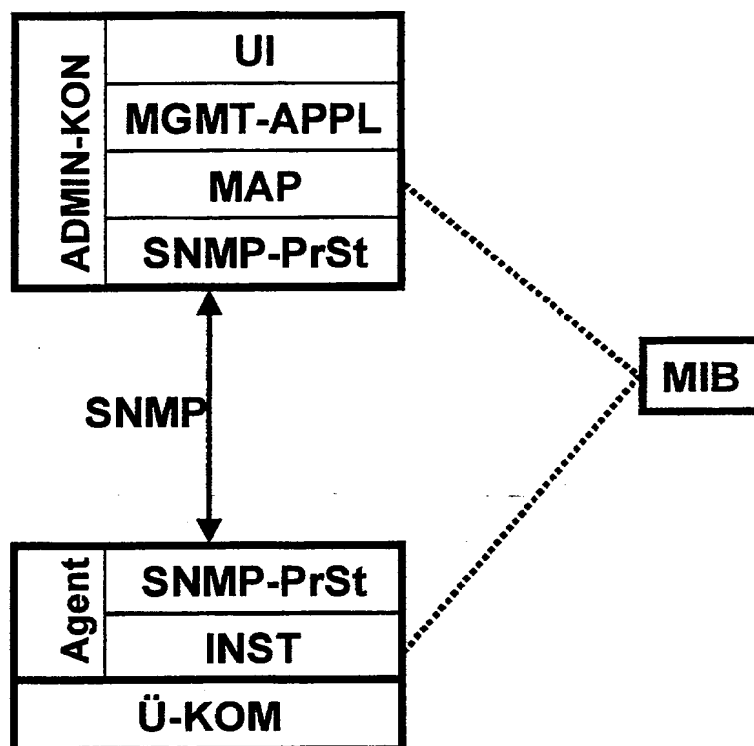 ADMIN-KON
UI
MGMT-APPL
MAP
SNMP-PrSt
SNMP
MIB
Agent
SNMP-PrSt
INST
Ü-KOM